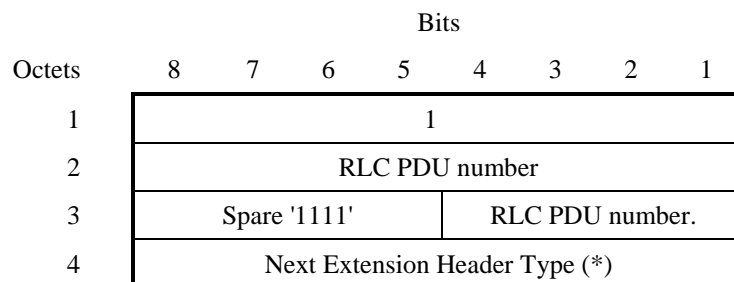 Bits
Octets 8 7 6 5 4 3 2 1
1 1
2 RLC PDU number
3 Spare '1111' RLC PDU number.
4 Next Extension Header Type (*)